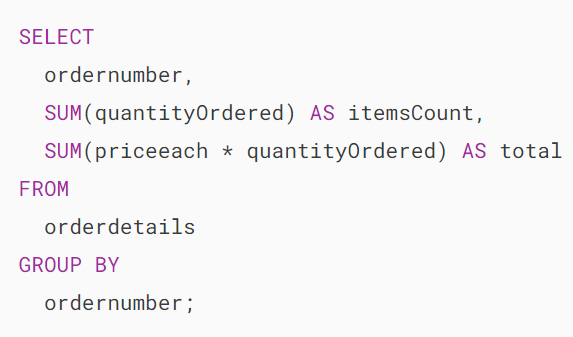 SELECT
ordernumber,
SUM(quantityOrdered) AS itemsCount,
SUM(priceeach * quantityOrdered) AS total
FROM
orderdetails
GROUP BY
ordernumber;